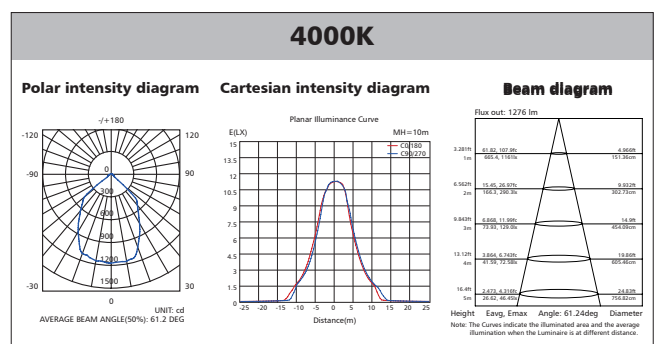 4000K
Polar intensity diagram
-/+180
-120
120
-90
90
0
300
600
900
1200
1500
-30
30
0
UNIT: cd
AVERAGE BEAM ANGLE(50%): 61.2 DEG
Cartesian intensity diagram
Planar Illuminance Curve
E(LX)
MH=10m
C0/180
C90/270
15
13.5
12
10.5
9
7.5
6
4.5
3
1.5
0
-25 -20 -15 -10 -5 0 5 10 15 20 25
Distance(m)
Beam diagram
Flux out: 1276 lm
3.281ft 61.82, 107.9fc 4.966ft
1m 665.4, 1161lx 151.36cm
6.562ft 15.45, 26.97fc 9.932ft
2m 166.3, 290.3lx 302.73cm
9.843ft 6.868, 11.99fc 14.9ft
3m 73.93, 129.0lx 454.09cm
13.12ft 3.864, 6.743fc 19.86ft
4m 41.59, 72.58lx 605.46cm
16.4ft 2.473, 4.316fc 24.83ft
5m 26.62, 46.45lx 756.82cm
Height Eavg, Emax Angle: 61.24deg Diameter
Note: The Curves indicate the illuminated area and the average
illumination when the Luminaire is at different distance.